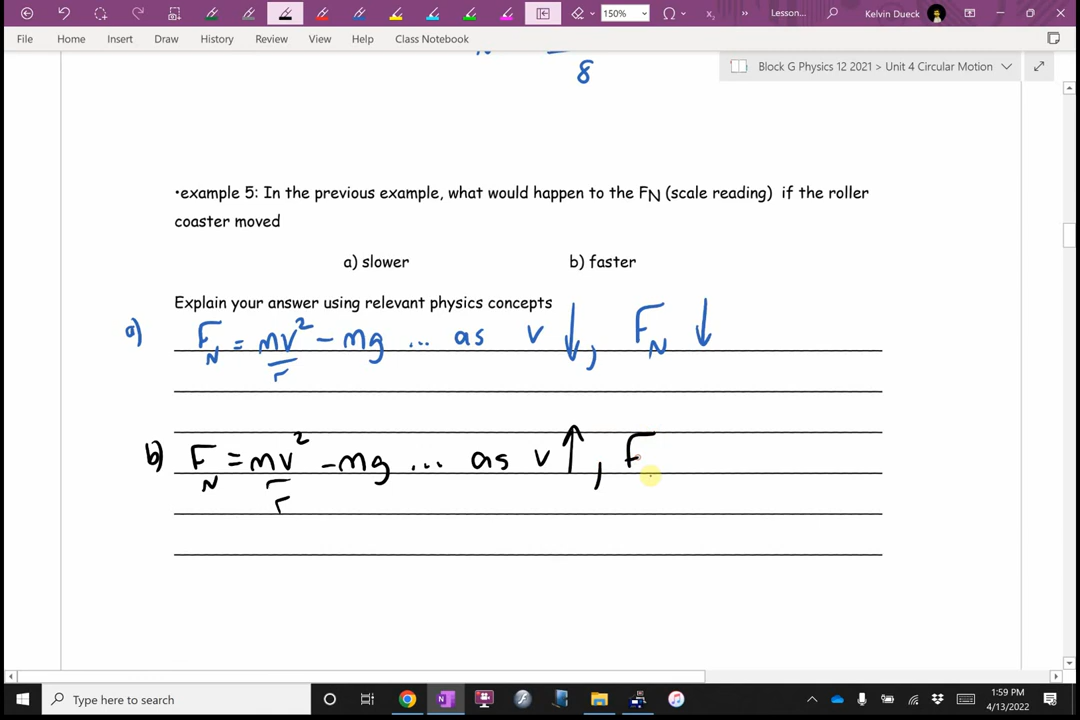 150%
Lesson...
Kelvin Dueck
File Home Insert Draw History Review View Help Class Notebook
Block G Physics 12 2021 > Unit 4 Circular Motion
8
•example 5: In the previous example, what would happen to the FN (scale reading) if the roller
coaster moved
a) slower b) faster
Explain your answer using relevant physics concepts
a) FN = mv²/r - mg ... as v ↓, FN ↓
b) FN = mv²/r - mg ... as v ↑, F
Type here to search
1:59 PM
4/13/2022